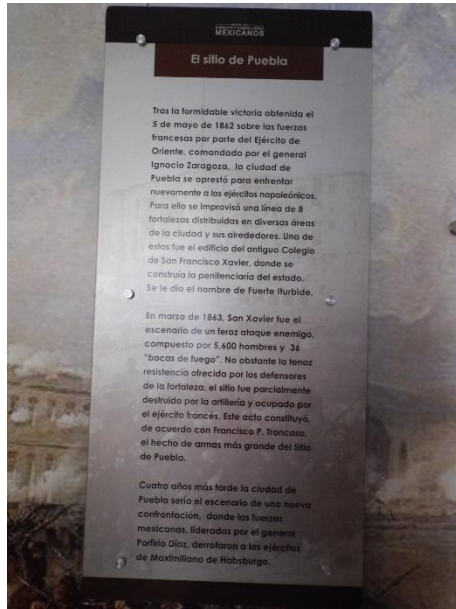 MEXICANOS
El sitio de Puebla
Tras la formidable victoria obtenida el
5 de mayo de 1862 sobre las fuerzas
francesas por parte del Ejército de
Oriente, comandado por el general
Ignacio Zaragoza, la ciudad de
Puebla se aprestó para enfrentar
nuevamente a los ejércitos napoleónicos.
Para ello se improvisó una línea de 8
fortalezas distribuidas en diversas áreas
de la ciudad y sus alrededores. Una de
estas fue el edificio del antiguo Colegio
de San Francisco Xavier, donde se
construía la penitenciaría del estado.
Se le dio el nombre de Fuerte Iturbide.
En marzo de 1863, San Xavier fue el
escenario de un feroz ataque enemigo,
compuesto por 5,600 hombres y 36
"bocas de fuego". No obstante la tenaz
resistencia ofrecida por los defensores
de la fortaleza, el sitio fue parcialmente
destruido por la artillería y ocupado por
el ejército francés. Este acto constituyó,
de acuerdo con Francisco P. Troncoso,
el hecho de armas más grande del Sitio
de Puebla.
Cuatro años más tarde la ciudad de
Puebla sería el escenario de una nueva
confrontación, donde las fuerzas
mexicanas, lideradas por el general
Porfirio Díaz, derrotaron a los ejércitos
de Maximiliano de Habsburgo.